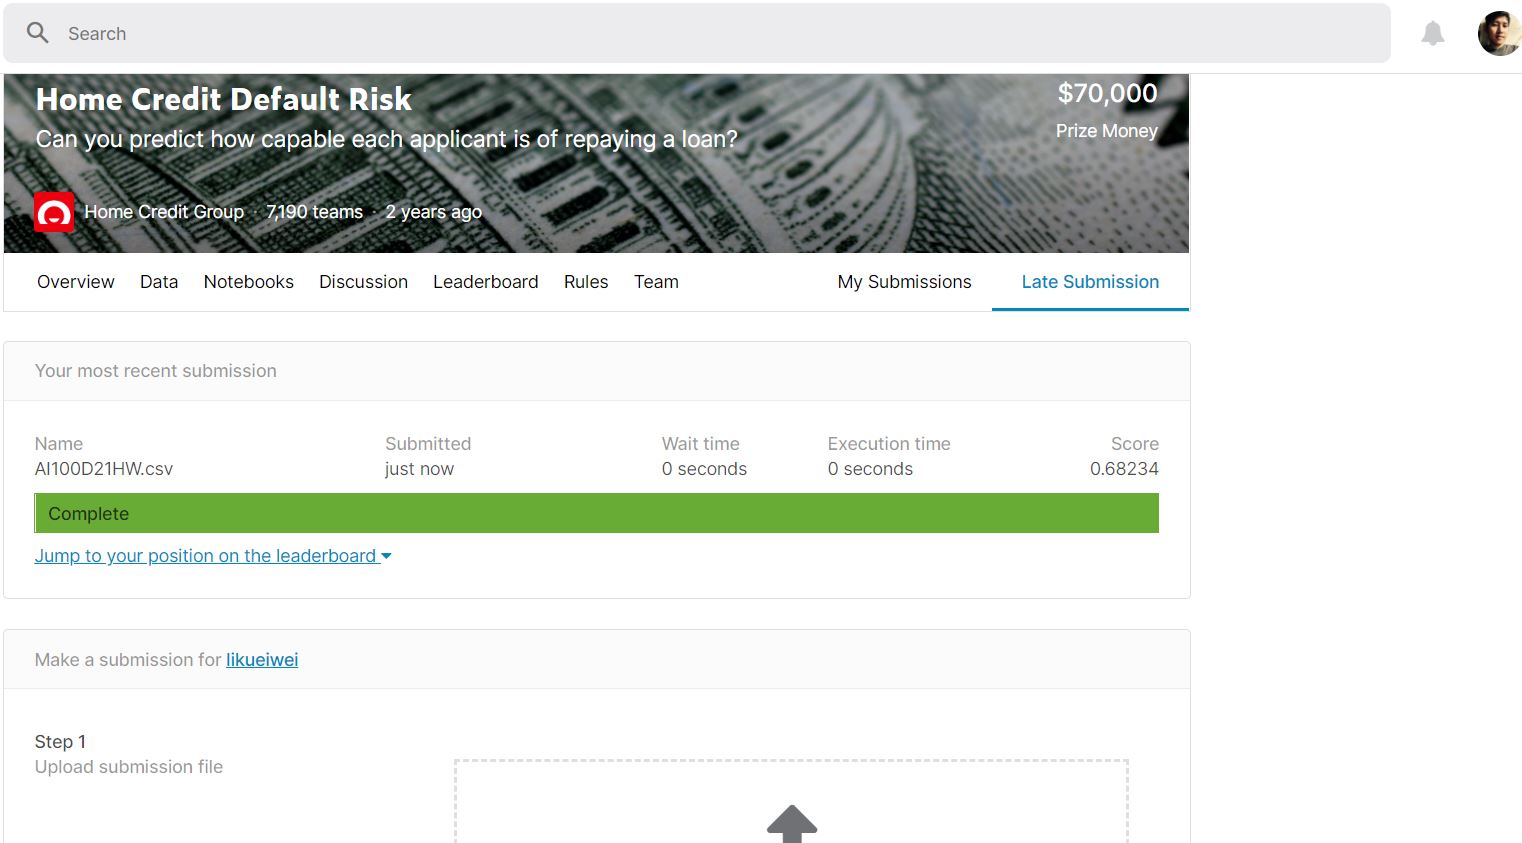 Search
Home Credit Default Risk
$70,000
Can you predict how capable each applicant is of repaying a loan?
Prize Money
Home Credit Group · 7,190 teams · 2 years ago
Overview Data Notebooks Discussion Leaderboard Rules Team My Submissions Late Submission
Your most recent submission
Name Submitted Wait time Execution time Score
AI100D21HW.csv just now 0 seconds 0 seconds 0.68234
Complete
Jump to your position on the leaderboard
Make a submission for likueiwei
Step 1
Upload submission file